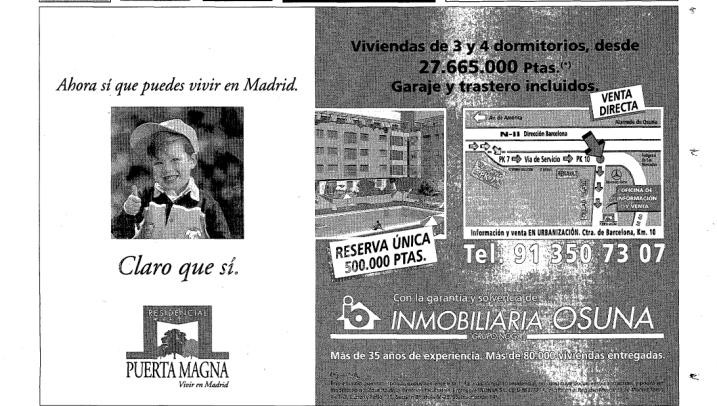 Ahora sí que puedes vivir en Madrid.
Claro que sí.
RESIDENCIAL
PUERTA MAGNA
Vivir en Madrid
Viviendas de 3 y 4 dormitorios, desde
27.665.000 Ptas.(*)
Garaje y trastero incluidos.
VENTA
DIRECTA
Av. de América
Alameda de Osuna
N-II Dirección Barcelona
PK 7 Via de Servicio PK 10
OFICINA DE
INFORMACIÓN
Y VENTA
Información y venta EN URBANIZACIÓN. Ctra. de Barcelona, Km. 10
RESERVA ÚNICA
500.000 PTAS.
Tel. 91 350 73 07
Con la garantía y solvencia de
INMOBILIARIA OSUNA
GRUPO NOGA
Más de 35 años de experiencia. Más de 80.000 viviendas entregadas.